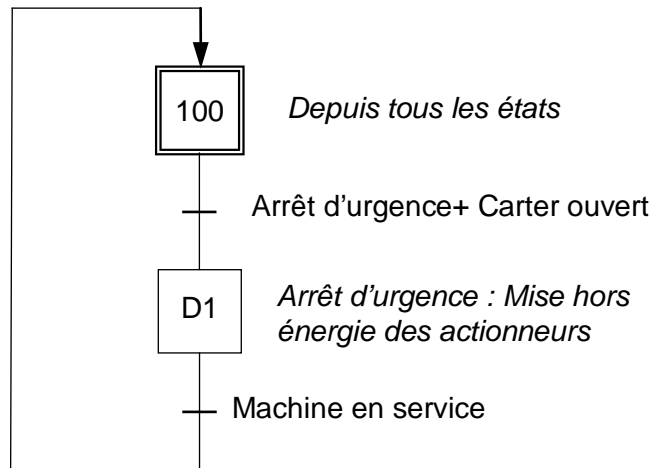 100
Depuis tous les états
Arrêt d'urgence+ Carter ouvert
D1
Arrêt d'urgence : Mise hors
énergie des actionneurs
Machine en service